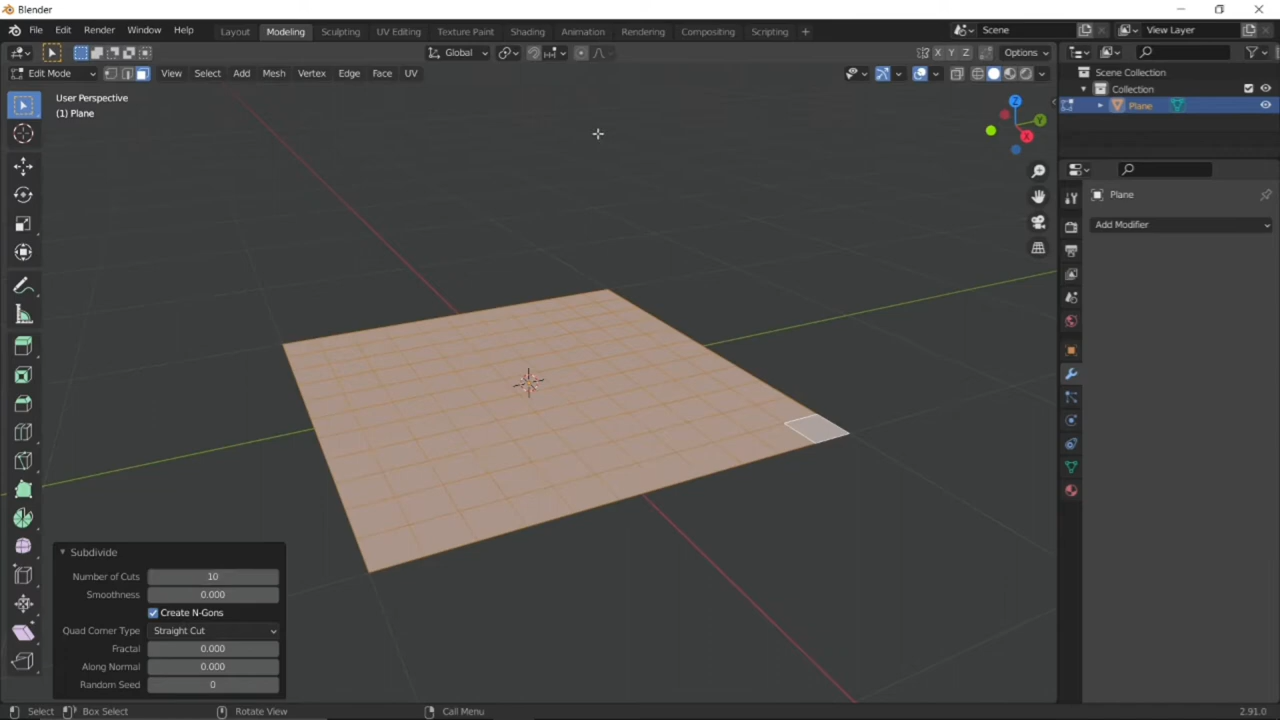 Blender
File Edit Render Window Help
Layout Modeling Sculpting UV Editing Texture Paint Shading Animation Rendering Compositing Scripting +
Scene
View Layer
Global
X Y Z
Options
Edit Mode
View Select Add Mesh Vertex Edge Face UV
User Perspective
(1) Plane
Z
Y
X
Scene Collection
Collection
Plane
Plane
Add Modifier
Subdivide
Number of Cuts 10
Smoothness 0.000
Create N-Gons
Quad Corner Type Straight Cut
Fractal 0.000
Along Normal 0.000
Random Seed 0
Select Box Select Rotate View Call Menu 2.91.0